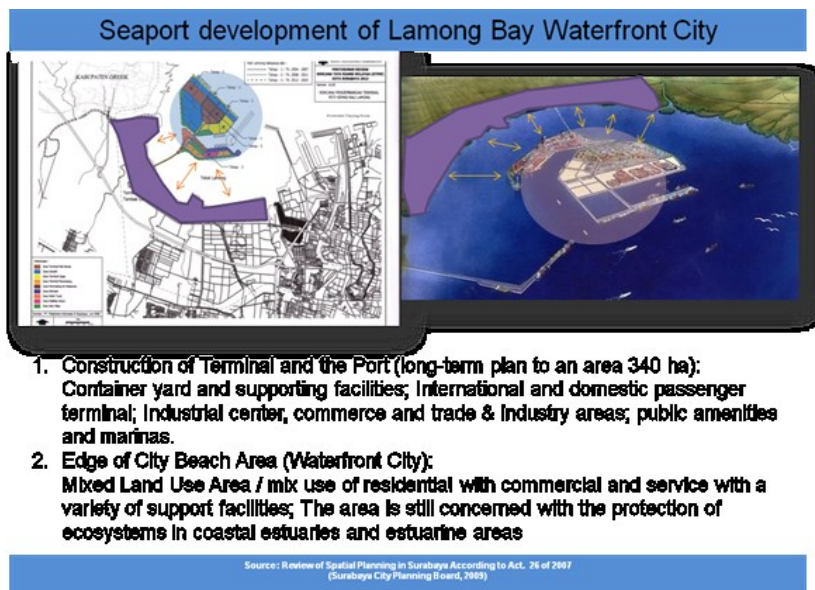 Seaport development of Lamong Bay Waterfront City
KABUPATEN GRESIK
1. Construction of Terminal and the Port (long-term plan to an area 340 ha):
Container yard and supporting facilities; International and domestic passenger
terminal; Industrial center, commerce and trade & Industry areas; public amenities
and marinas.
2. Edge of City Beach Area (Waterfront City):
Mixed Land Use Area / mix use of residential with commercial and service with a
variety of support facilities; The area is still concerned with the protection of
ecosystems in coastal estuaries and estuarine areas
Source: Review of Spatial Planning in Surabaya According to Act. 26 of 2007
(Surabaya City Planning Board, 2009)